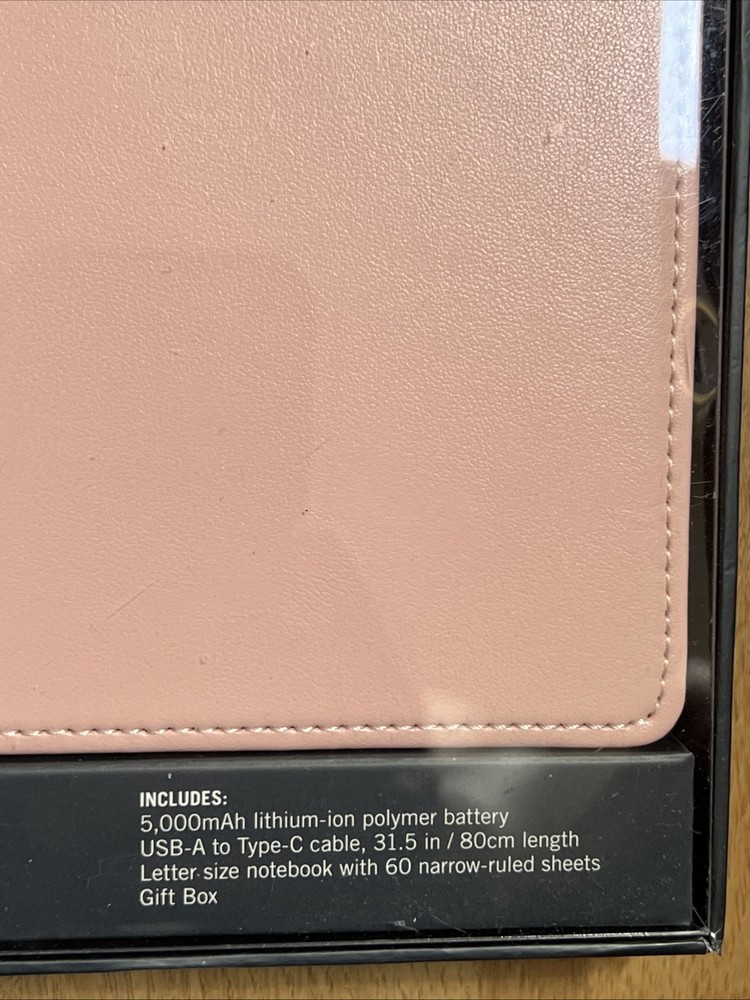 INCLUDES:
5,000mAh lithium-ion polymer battery
USB-A to Type-C cable, 31.5 in / 80cm length
Letter size notebook with 60 narrow-ruled sheets
Gift Box